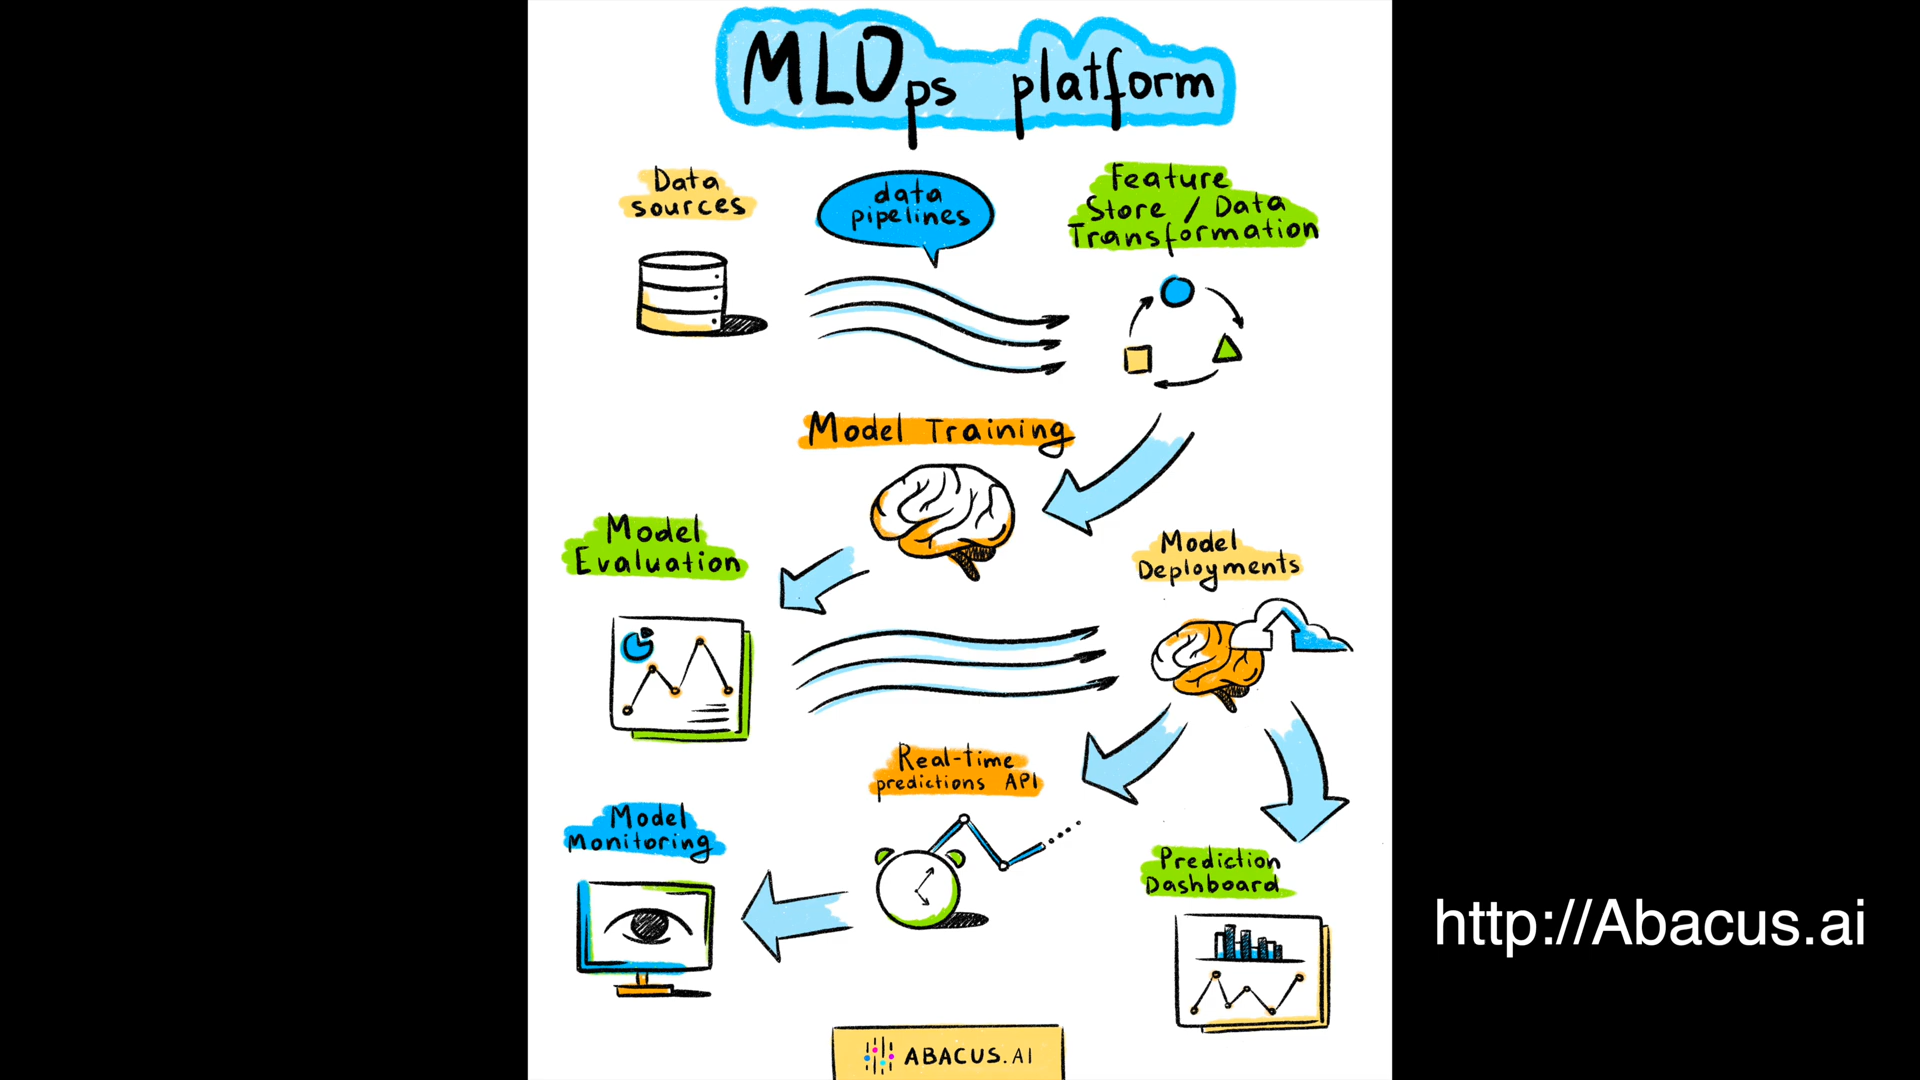 MLOps platform
Data
sources
data
pipelines
Feature
Store / Data
Transformation
Model Training
Model
Evaluation
Model
Deployments
Real-time
predictions API
Model
Monitoring
Prediction
Dashboard
http://Abacus.ai
ABACUS.AI